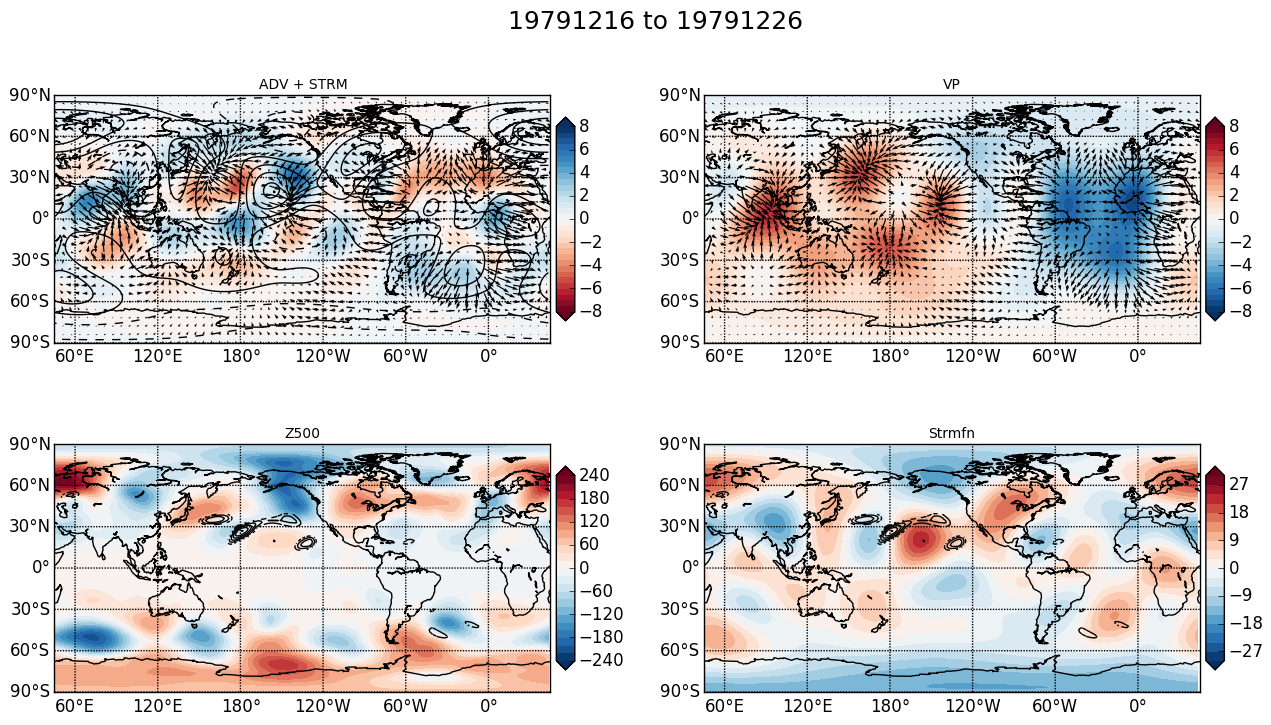 19791216 to 19791226
ADV + STRM
90°N
60°N
30°N
0°
30°S
60°S
90°S
60°E 120°E 180° 120°W 60°W 0°
8
6
4
2
0
−2
−4
−6
−8
VP
90°N
60°N
30°N
0°
30°S
60°S
90°S
60°E 120°E 180° 120°W 60°W 0°
8
6
4
2
0
−2
−4
−6
−8
Z500
90°N
60°N
30°N
0°
30°S
60°S
90°S
60°E 120°E 180° 120°W 60°W 0°
240
180
120
60
0
−60
−120
−180
−240
Strmfn
90°N
60°N
30°N
0°
30°S
60°S
90°S
60°E 120°E 180° 120°W 60°W 0°
27
18
9
0
−9
−18
−27